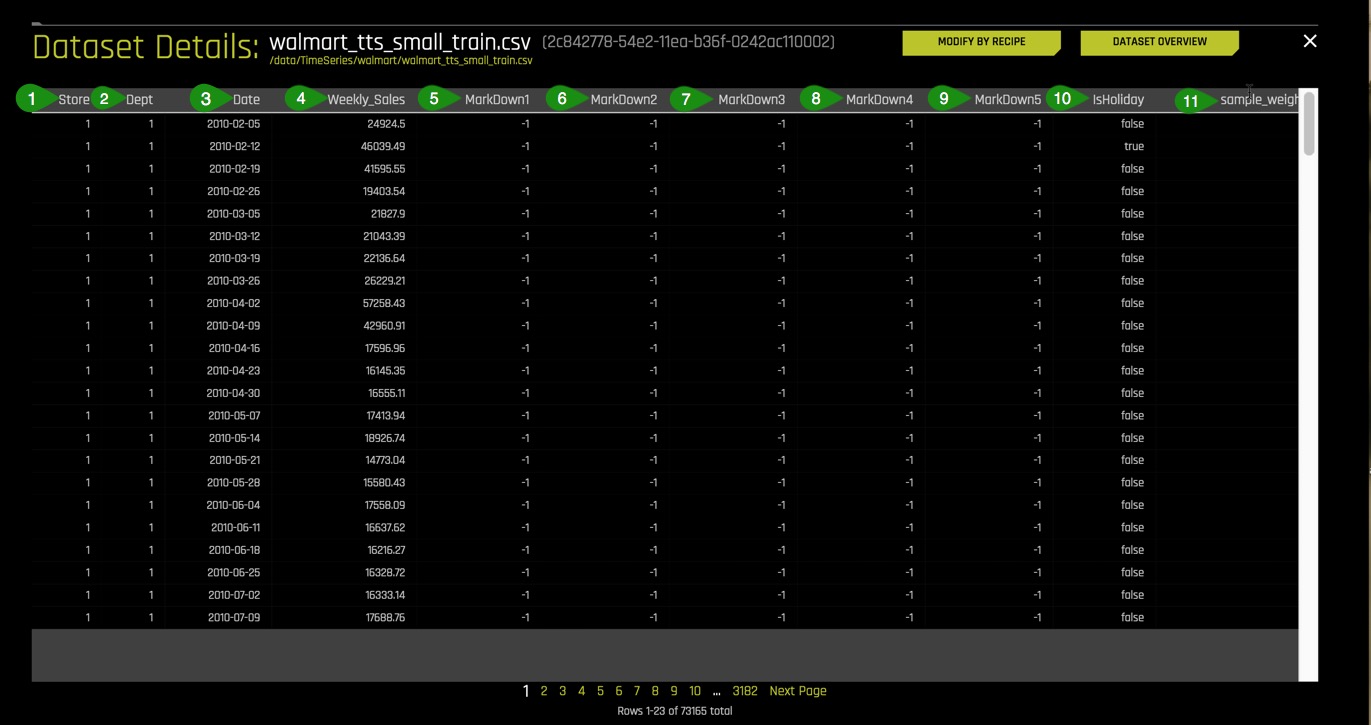 Dataset Details: walmart_tts_small_train.csv (2c842778-54e2-11ea-b36f-0242ac110002) MODIFY BY RECIPE DATASET OVERVIEW
/data/TimeSeries/walmart/walmart_tts_small_train.csv
1 Store 2 Dept 3 Date 4 Weekly_Sales 5 MarkDown1 6 MarkDown2 7 MarkDown3 8 MarkDown4 9 MarkDown5 10 IsHoliday 11 sample_weigh
1 1 2010-02-05 24924.5 -1 -1 -1 -1 -1 false
1 1 2010-02-12 46039.49 -1 -1 -1 -1 -1 true
1 1 2010-02-19 41595.55 -1 -1 -1 -1 -1 false
1 1 2010-02-26 19403.54 -1 -1 -1 -1 -1 false
1 1 2010-03-05 21827.9 -1 -1 -1 -1 -1 false
1 1 2010-03-12 21043.39 -1 -1 -1 -1 -1 false
1 1 2010-03-19 22136.64 -1 -1 -1 -1 -1 false
1 1 2010-03-26 26229.21 -1 -1 -1 -1 -1 false
1 1 2010-04-02 57258.43 -1 -1 -1 -1 -1 false
1 1 2010-04-09 42960.91 -1 -1 -1 -1 -1 false
1 1 2010-04-16 17596.96 -1 -1 -1 -1 -1 false
1 1 2010-04-23 16145.35 -1 -1 -1 -1 -1 false
1 1 2010-04-30 16555.11 -1 -1 -1 -1 -1 false
1 1 2010-05-07 17413.94 -1 -1 -1 -1 -1 false
1 1 2010-05-14 18926.74 -1 -1 -1 -1 -1 false
1 1 2010-05-21 14773.04 -1 -1 -1 -1 -1 false
1 1 2010-05-28 15580.43 -1 -1 -1 -1 -1 false
1 1 2010-06-04 17558.09 -1 -1 -1 -1 -1 false
1 1 2010-06-11 16637.62 -1 -1 -1 -1 -1 false
1 1 2010-06-18 16216.27 -1 -1 -1 -1 -1 false
1 1 2010-06-25 16328.72 -1 -1 -1 -1 -1 false
1 1 2010-07-02 16333.14 -1 -1 -1 -1 -1 false
1 1 2010-07-09 17688.76 -1 -1 -1 -1 -1 false
1 2 3 4 5 6 7 8 9 10 ... 3182 Next Page
Rows 1-23 of 73165 total